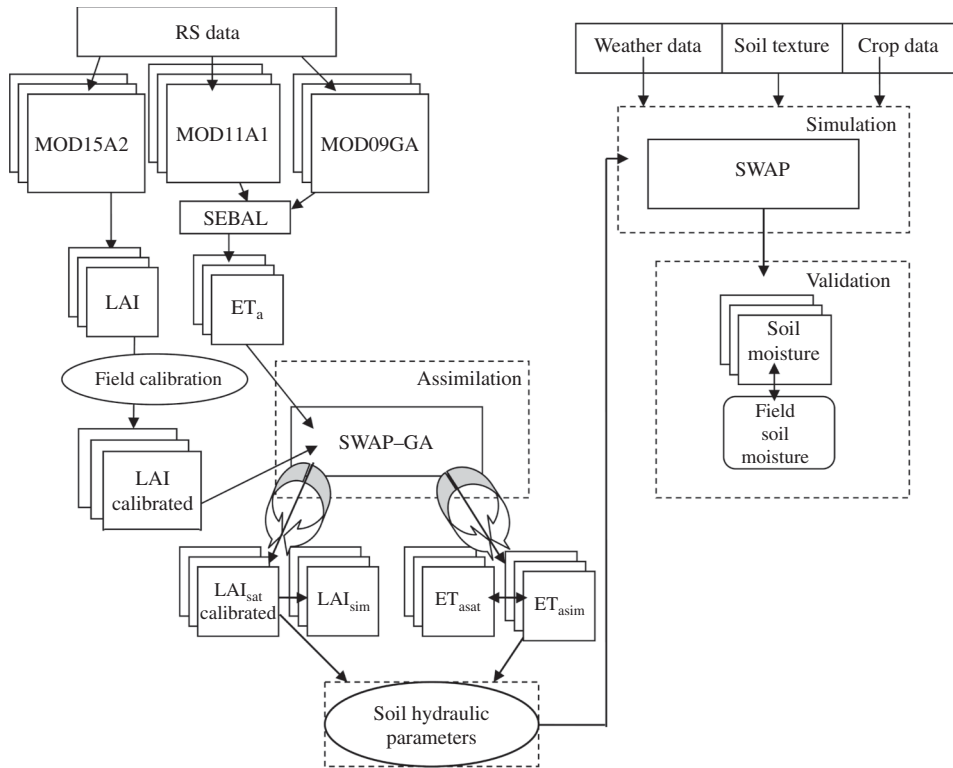 RS data
Weather data
Soil texture
Crop data
MOD15A2
MOD11A1
MOD09GA
Simulation
SWAP
SEBAL
LAI
ETa
Validation
Soil
moisture
Field calibration
Assimilation
SWAP–GA
Field
soil
moisture
LAI
calibrated
LAIsat
calibrated
LAIsim
ETasat
ETasim
Soil hydraulic
parameters